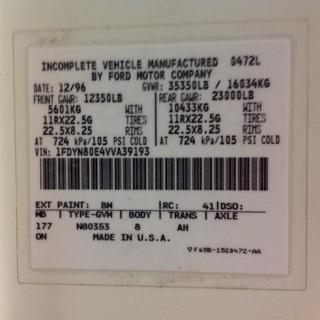 INCOMPLETE VEHICLE MANUFACTURED 0472L
BY FORD MOTOR COMPANY
DATE: 12/96 GVWR: 35350LB / 16034KG
FRONT GAWR: 12350LB REAR GAWR: 23000LB
5601KG WITH 10433KG WITH
11RX22.5G TIRES 11RX22.5G TIRES
22.5X8.25 RIMS 22.5X8.25 RIMS
AT 724 kPa/105 PSI COLD AT 724 kPa/105 PSI COLD
VIN: 1FDYN80E4VVA39193
EXT PAINT: BW RC: 41 DSO:
WB TYPE-GVW BODY TRANS AXLE
177 N80353 8 AH
ON MADE IN U.S.A.
F65B-1520472-AA